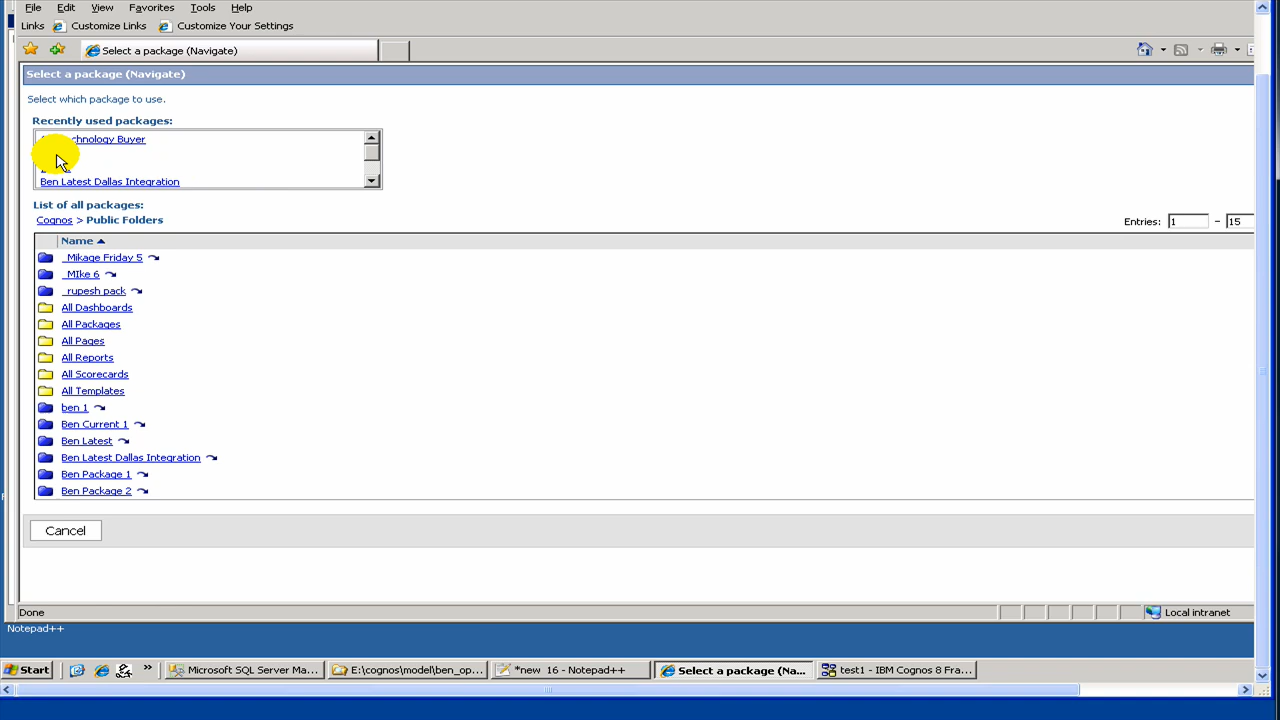 File Edit View Favorites Tools Help
Links Customize Links Customize Your Settings
Select a package (Navigate)
Select a package (Navigate)
Select which package to use.
Recently used packages:
Buyer
Ben Latest Dallas Integration
List of all packages:
Cognos > Public Folders
Entries: 1 - 15
Name
_Mikage Friday 5
_MIke 6
_rupesh pack
All Dashboards
All Packages
All Pages
All Reports
All Scorecards
All Templates
ben 1
Ben Current 1
Ben Latest
Ben Latest Dallas Integration
Ben Package 1
Ben Package 2
Cancel
Done Local intranet
Notepad++
Start » Microsoft SQL Server Ma... E:\cognos\model\ben_op... *new 16 - Notepad++ Select a package (Na... test1 - IBM Cognos 8 Fra...